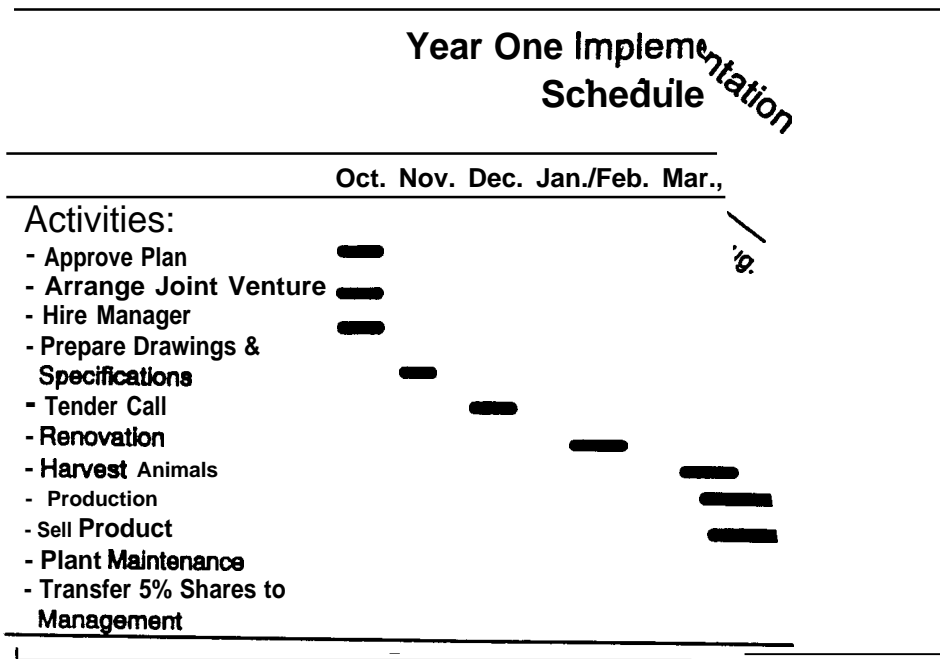 Year One Implementation
Schedule
Oct. Nov. Dec. Jan./Feb. Mar.,
Activities:
- Approve Plan
- Arrange Joint Venture
- Hire Manager
- Prepare Drawings &
Specifications
- Tender Call
- Renovation
- Harvest Animals
- Production
- Sell Product
- Plant Maintenance
- Transfer 5% Shares to
Management